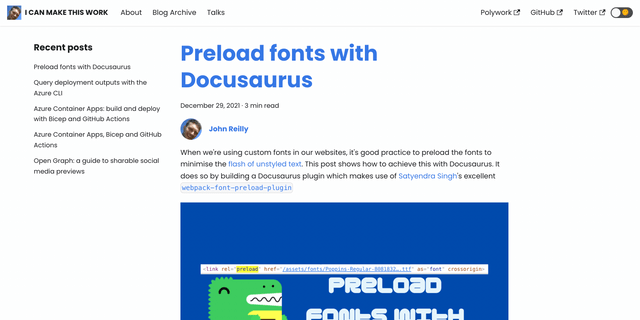 I CAN MAKE THIS WORK About Blog Archive Talks Polywork GitHub Twitter
Recent posts
Preload fonts with Docusaurus
Query deployment outputs with the
Azure CLI
Azure Container Apps: build and deploy
with Bicep and GitHub Actions
Azure Container Apps, Bicep and GitHub
Actions
Open Graph: a guide to sharable social
media previews
Preload fonts with
Docusaurus
December 29, 2021 · 3 min read
John Reilly
When we're using custom fonts in our websites, it's good practice to preload the fonts to
minimise the flash of unstyled text. This post shows how to achieve this with Docusaurus. It
does so by building a Docusaurus plugin which makes use of Satyendra Singh's excellent
webpack-font-preload-plugin
<link rel="preload" href="/assets/fonts/Poppins-Regular-8081832….ttf" as="font" crossorigin>
PRELOAD
FONTS WITH